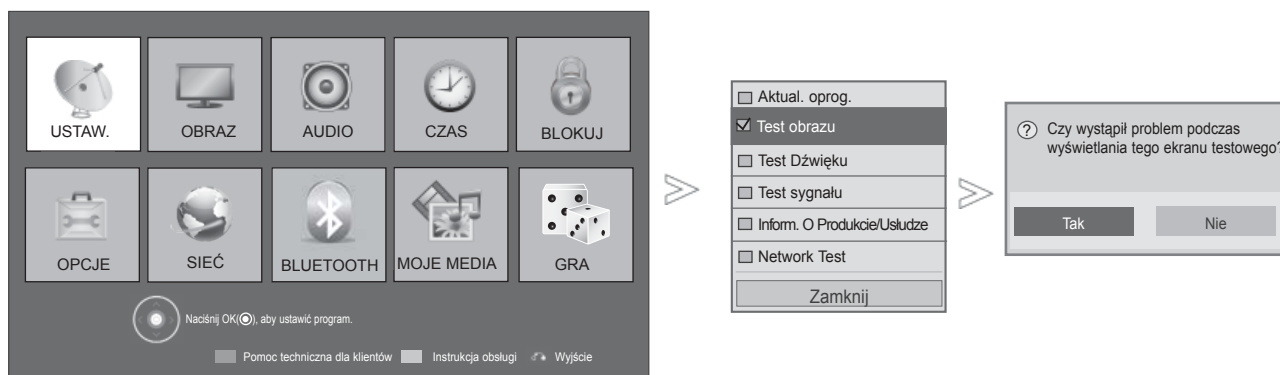 USTAW. OBRAZ AUDIO CZAS BLOKUJ
OPCJE SIEĆ BLUETOOTH MOJE MEDIA GRA
Naciśnij OK(◉), aby ustawić program.
Pomoc techniczna dla klientów Instrukcja obsługi Wyjście
Aktual. oprog.
Test obrazu
Test Dźwięku
Test sygnału
Inform. O Produkcie/Usłudze
Network Test
Zamknij
? Czy wystąpił problem podczas
wyświetlania tego ekranu testowego?
Tak Nie